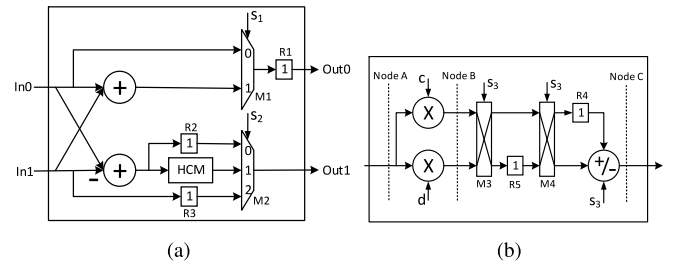 S1
0
R1
1
Out0
In0
+
1
M1
S2
R2
1
0
In1
-
+
HCM
1
Out1
2
1
R3
M2
Node A
c
Node B
S3
S3
R4
Node C
X
1
X
1
+/-
d
M3
R5
M4
S3
(a)
(b)